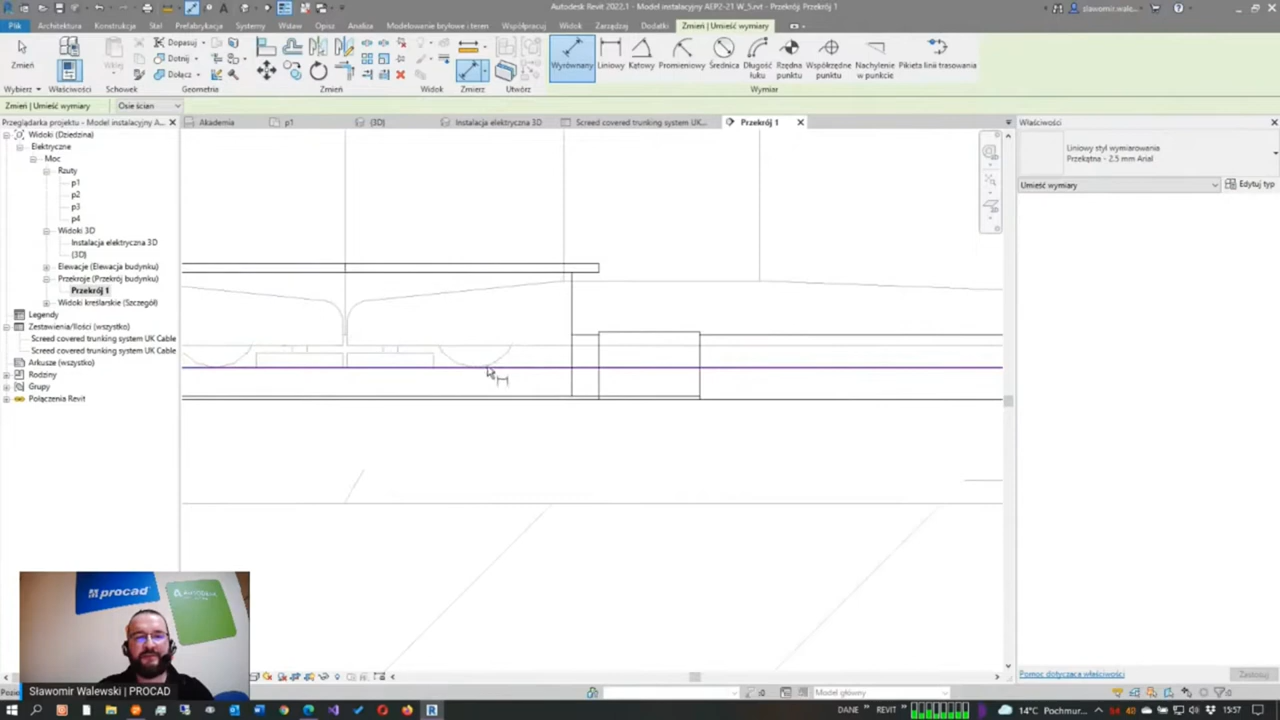 Autodesk Revit 2022.1 - Model instalacyjny AEP2-21 W_5.rvt - Przekrój: Przekrój 1
slawomir.wale...
Plik Architektura Konstrukcja Stal Prefabrykacja Systemy Wstaw Opis Analiza Modelowanie bryłowe i teren Współpracuj Widok Zarządzaj Dodatki Zmień | Umieść wymiary
Zmień
Wklej
Dopasuj
Dotnij
Dołącz
Wyrównany Liniowy Kątowy Promieniowy Średnica Długość łuku Rzędna punktu Współrzędne punktu Nachylenie w punkcie Pikieta linii trasowania
Wybierz Właściwości Schowek Geometria Zmień Widok Zmierz Utwórz Wymiar
Zmień | Umieść wymiary Osie ścian
Przeglądarka projektu - Model instalacyjny A...
Akademia p1 {3D} Instalacja elektryczna 3D Screed covered trunking system UK... Przekrój 1
Właściwości
Widoki (Dziedzina)
Elektryczne
Moc
Rzuty
p1
p2
p3
p4
Widoki 3D
Instalacja elektryczna 3D
{3D}
Elewacje (Elewacja budynku)
Przekroje (Przekrój budynku)
Przekrój 1
Widoki kreślarskie (Szczegół)
Legendy
Zestawienia/Ilości (wszystko)
Screed covered trunking system UK Cable
Screed covered trunking system UK Cable
Arkusze (wszystko)
Rodziny
Grupy
Połączenia Revit
Liniowy styl wymiarowania
Przekątna - 2.5 mm Arial
Umieść wymiary
Edytuj typ
procad
Sławomir Walewski | PROCAD
Pomoc dotycząca właściwości
Zastosuj
Model główny
DANE REVIT
14°C Pochmur...
15:57